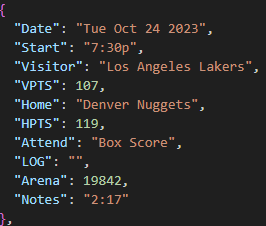 {
"Date": "Tue Oct 24 2023",
"Start": "7:30p",
"Visitor": "Los Angeles Lakers",
"VPTS": 107,
"Home": "Denver Nuggets",
"HPTS": 119,
"Attend": "Box Score",
"LOG": "",
"Arena": 19842,
"Notes": "2:17"
},